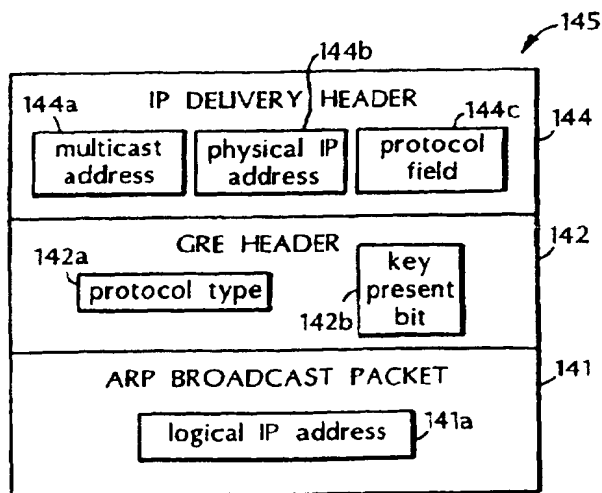 145
144b
IP DELIVERY HEADER
144a
144c
144
multicast address
physical IP address
protocol field
GRE HEADER
142
142a
protocol type
key present bit
142b
ARP BROADCAST PACKET
141
logical IP address
141a